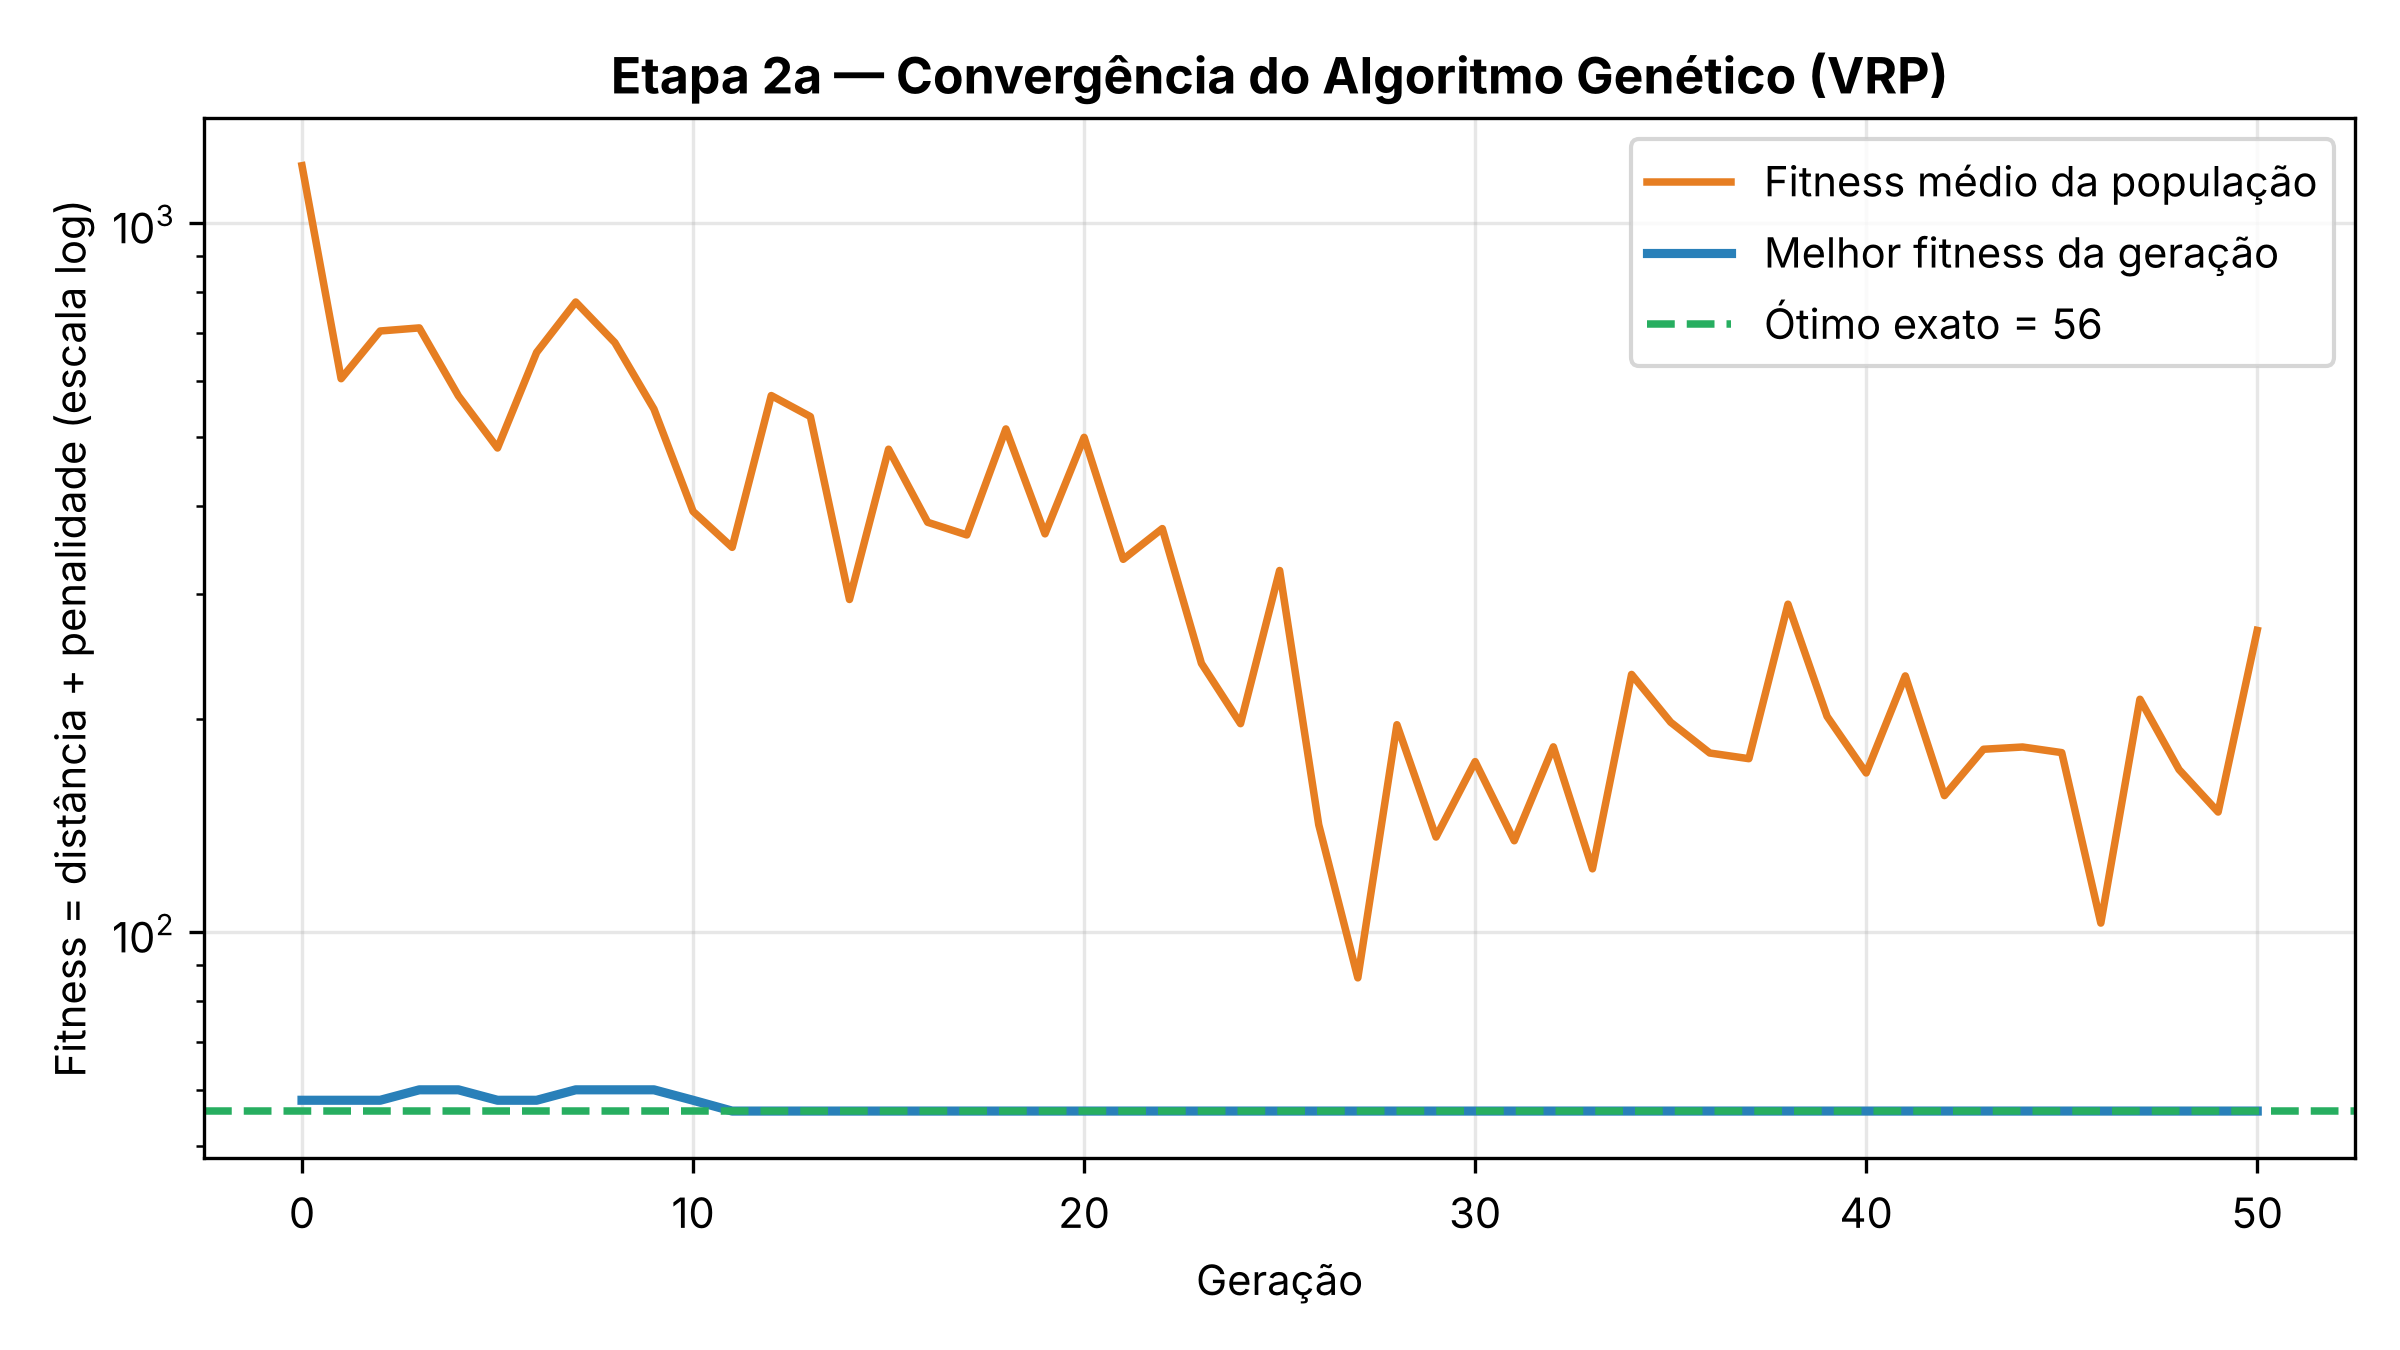 Etapa 2a — Convergência do Algoritmo Genético (VRP)
Fitness = distância + penalidade (escala log)
10³
10²
Fitness médio da população
Melhor fitness da geração
Ótimo exato = 56
0 10 20 30 40 50
Geração